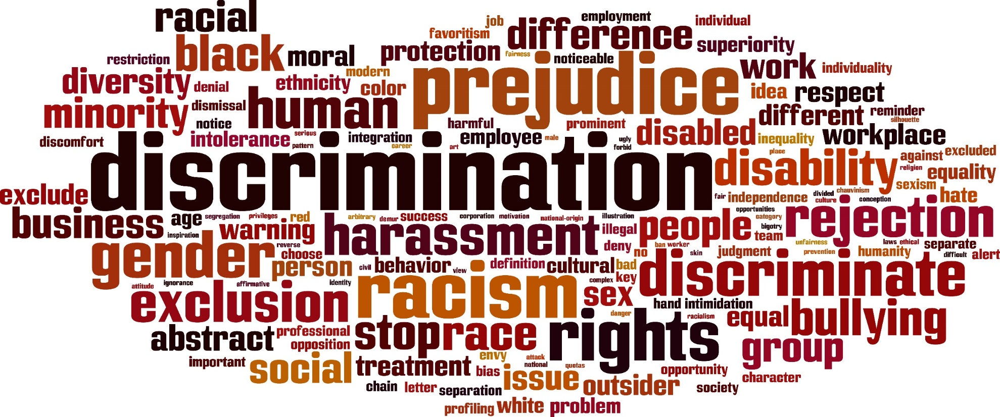 racial
job
employment
individual
favoritism
difference
black
moral
protection
fairness
noticeable
superiority
restriction
modern
prejudice
work
individuality
diversity
denial
ethnicity
color
idea
respect
minority
dismissal
human
different
reminder
silhouette
notice
harmful
prominent
disabled
discomfort
intolerance
serious
pattern
integration
career
art
employee
male
ugly
forbid
inequality
workplace
discrimination
place
disability
against
excluded
religion
equality
sexism
exclude
fair
independence
divided
culture
chauvinism
conception
hate
business
age
segregation
privileges
red
arbitrary
demur
success
corporation
motivation
national-origin
illustration
opportunities
category
rejection
inspiration
warning
harassment
illegal
people
bigotry
team
gender
reverse
choose
deny
ban
worker
unfairness
laws
ethical
separate
person
civil
behavior
view
definition
cultural
bad
no
skin
judgment
prevention
humanity
difficult
alert
attitude
ignorance
affirmative
identity
racism
complex
key
discriminate
exclusion
sex
hand
intimidation
danger
racialism
equal
bullying
abstract
professional
opposition
stop
race
rights
group
important
social
treatment
envy
bias
attack
national
quotas
issue
opportunity
character
chain
letter
separation
outsider
society
profiling
white
problem